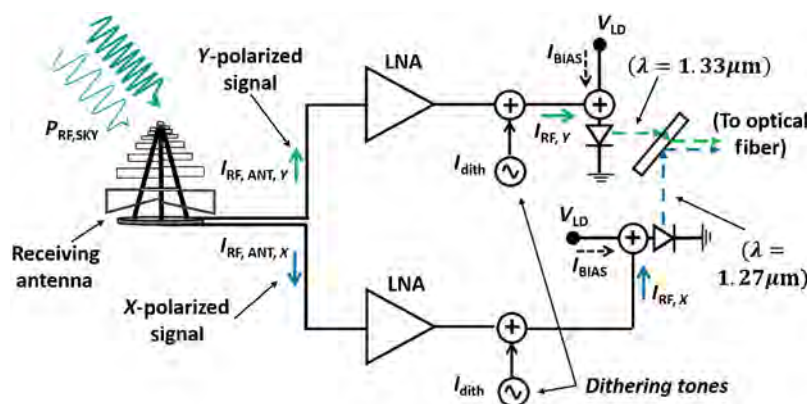 P_RF,SKY
Y-polarized
signal
I_RF, ANT, Y
Receiving
antenna
I_RF, ANT, X
X-polarized
signal
LNA
I_dith
I_RF, Y
I_BIAS
V_LD
(λ = 1.33μm)
(To optical
fiber)
V_LD
I_BIAS
I_RF, X
(λ =
1.27μm)
LNA
I_dith
Dithering tones